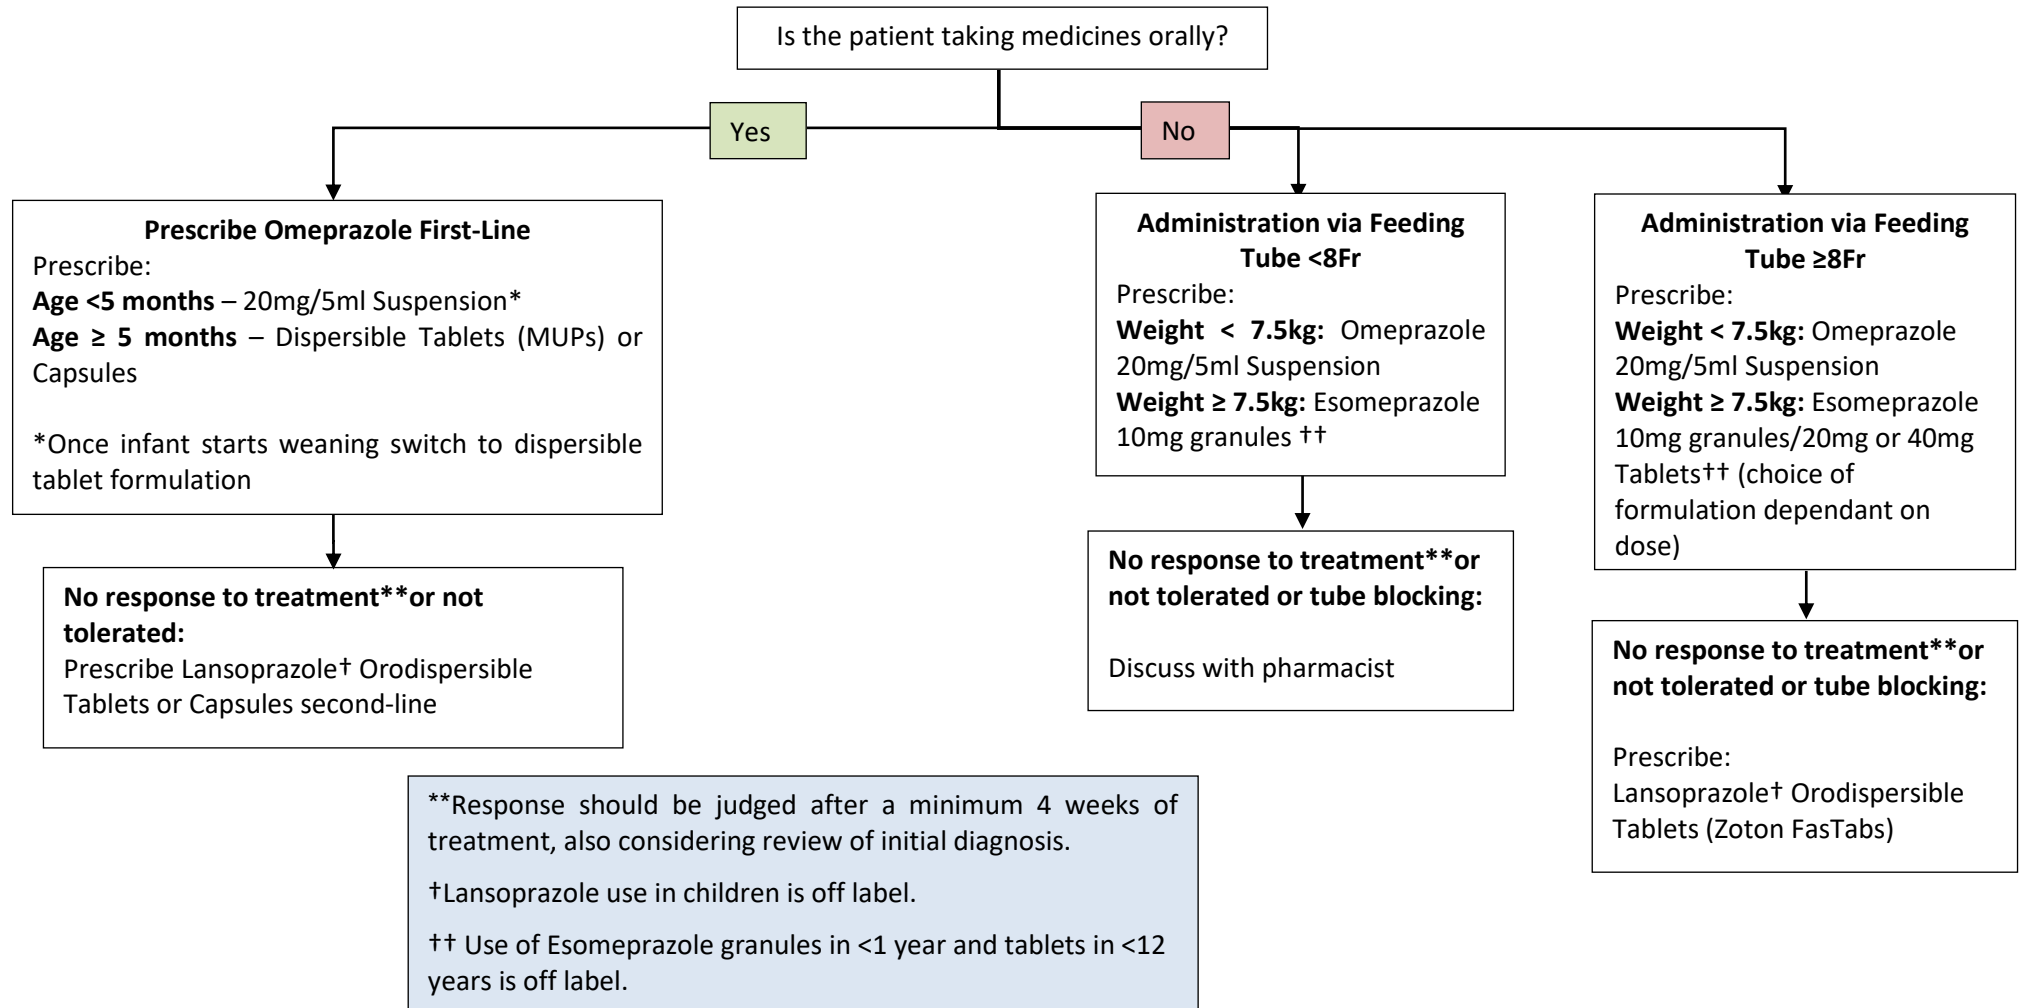 Is the patient taking medicines orally?
Yes
No
Prescribe Omeprazole First-Line
Prescribe:
Age <5 months – 20mg/5ml Suspension*
Age ≥ 5 months – Dispersible Tablets (MUPs) or
Capsules
*Once infant starts weaning switch to dispersible
tablet formulation
Administration via Feeding
Tube <8Fr
Prescribe:
Weight < 7.5kg: Omeprazole
20mg/5ml Suspension
Weight ≥ 7.5kg: Esomeprazole
10mg granules ††
Administration via Feeding
Tube ≥8Fr
Prescribe:
Weight < 7.5kg: Omeprazole
20mg/5ml Suspension
Weight ≥ 7.5kg: Esomeprazole
10mg granules/20mg or 40mg
Tablets†† (choice of
formulation dependant on
dose)
No response to treatment**or not
tolerated:
Prescribe Lansoprazole† Orodispersible
Tablets or Capsules second-line
No response to treatment**or
not tolerated or tube blocking:
Discuss with pharmacist
No response to treatment**or
not tolerated or tube blocking:
Prescribe:
Lansoprazole† Orodispersible
Tablets (Zoton FasTabs)
**Response should be judged after a minimum 4 weeks of
treatment, also considering review of initial diagnosis.
†Lansoprazole use in children is off label.
†† Use of Esomeprazole granules in <1 year and tablets in <12
years is off label.